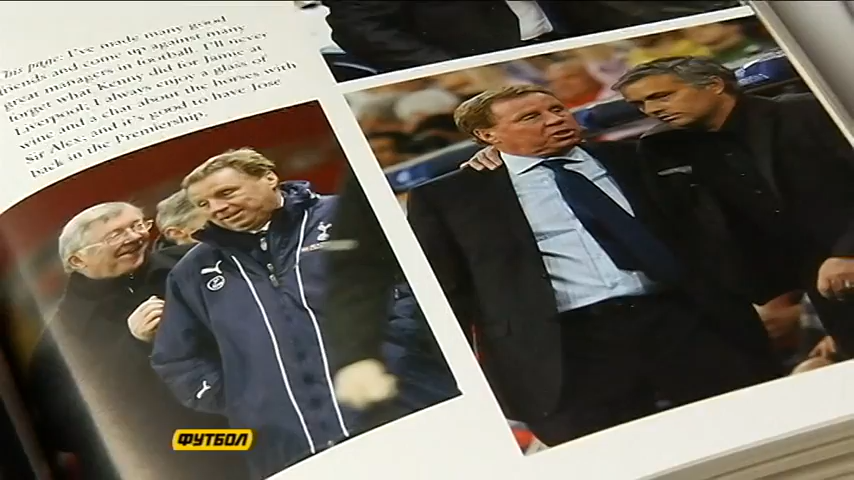 This page: I've made many good
friends and come up against many
great managers in football. I'll never
forget what Kenny did for Jamie at
Liverpool; I always enjoy a glass of
wine and a chat about the horses with
Sir Alex; and it's good to have Jose
back in the Premiership.
ФУТБОЛ